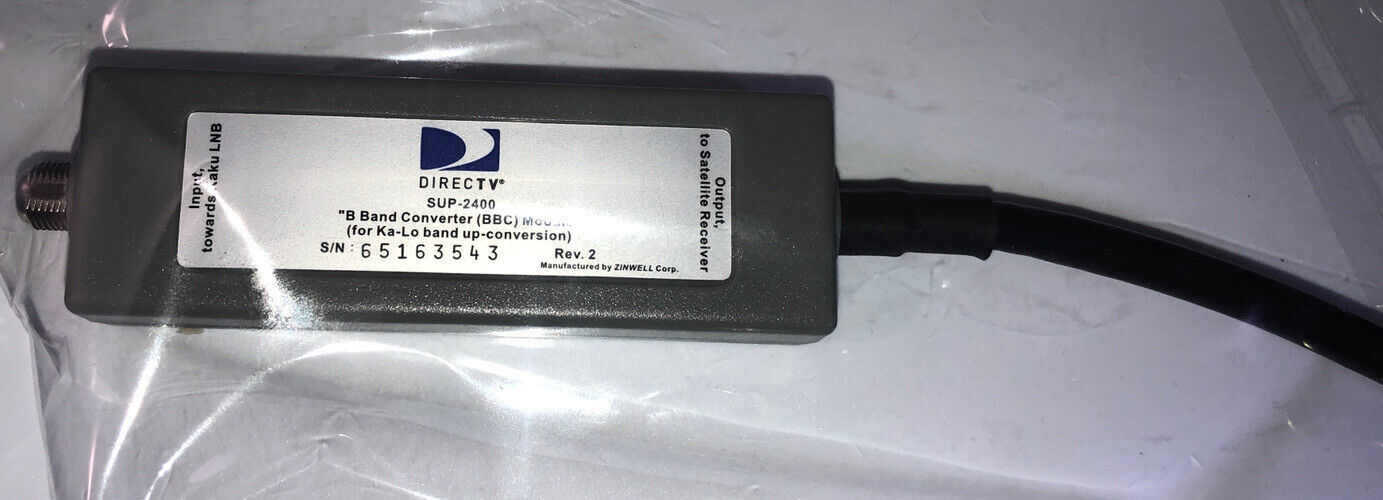 Input,
towards LNB
DIRECTV®
SUP-2400
"B Band Converter (BBC)
(for Ka-Lo band up-conversion)
S/N: 65163543 Rev. 2
Manufactured by ZINWELL Corp.
Output,
to Satellite Receiver